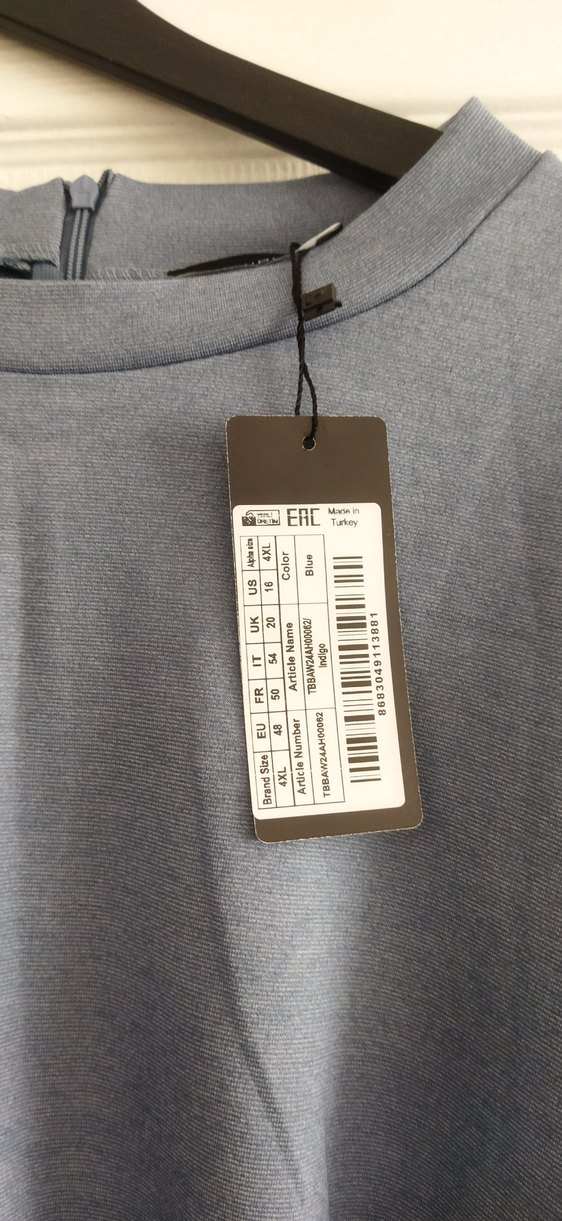 EAC
Made in
Turkey
Brand Size EU FR IT UK US Alpha size
4XL 48 50 54 20 16 4XL
Article Number Article Name Color
TBBAW24AH00062 TBBAW24AH00062/
Indigo Blue
8683049113881